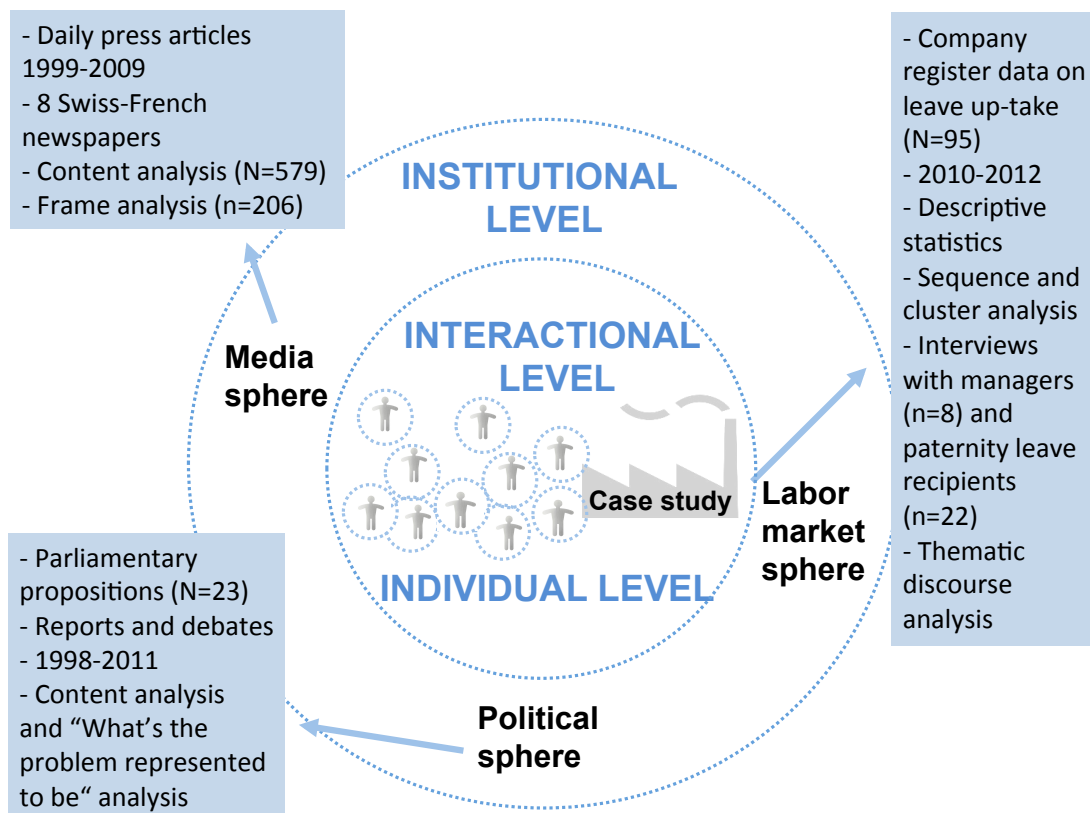 - Daily press articles
1999-2009
- 8 Swiss-French
newspapers
- Content analysis (N=579)
- Frame analysis (n=206)
- Company
register data on
leave up-take
(N=95)
- 2010-2012
- Descriptive
statistics
- Sequence and
cluster analysis
- Interviews
with managers
(n=8) and
paternity leave
recipients
(n=22)
- Thematic
discourse
analysis
INSTITUTIONAL
LEVEL
INTERACTIONAL
LEVEL
Media
sphere
Case study
Labor
market
sphere
INDIVIDUAL LEVEL
- Parliamentary
propositions (N=23)
- Reports and debates
- 1998-2011
- Content analysis
and “What’s the
problem represented
to be“ analysis
Political
sphere